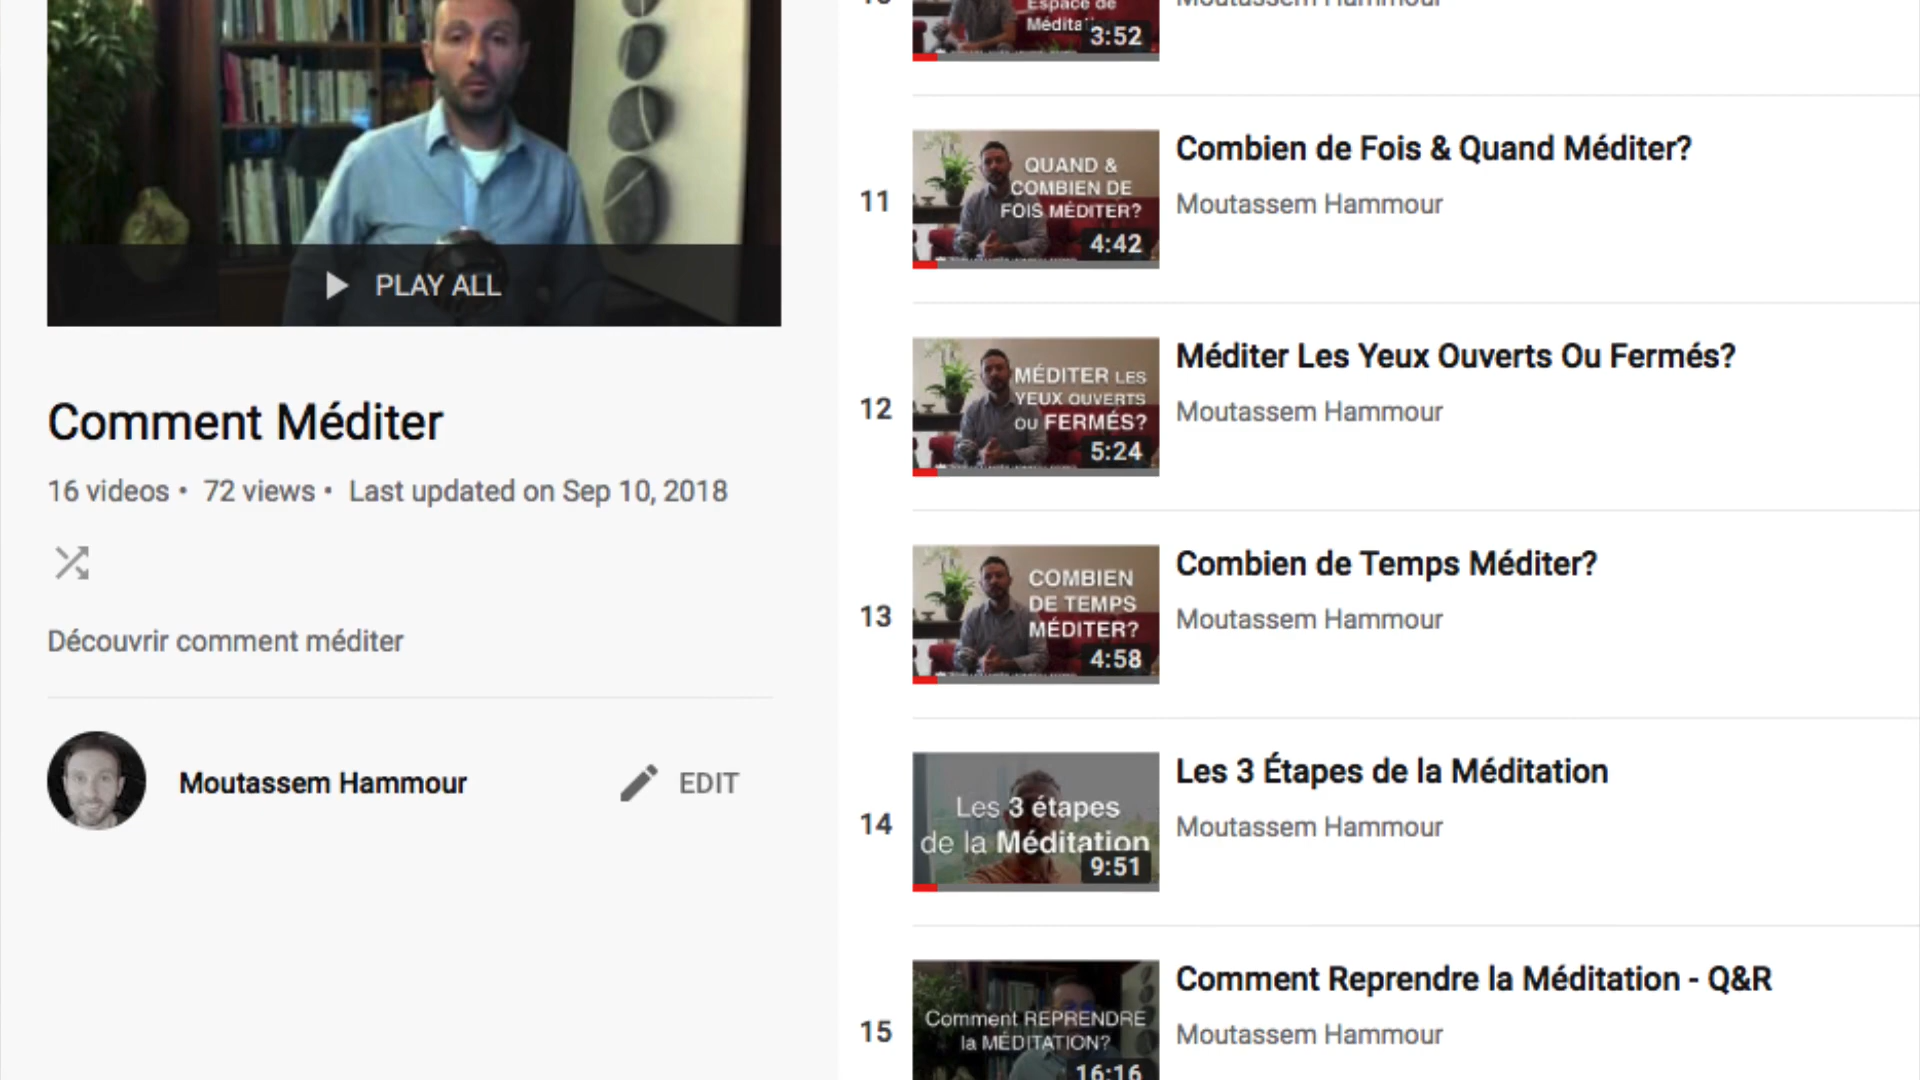 PLAY ALL
Comment Méditer
16 videos • 72 views • Last updated on Sep 10, 2018
Découvrir comment méditer
Moutassem Hammour
EDIT
Espace de
3:52
Moutassem Hammour
11
QUAND &
COMBIEN DE
FOIS MÉDITER?
4:42
Combien de Fois & Quand Méditer?
Moutassem Hammour
12
MÉDITER LES
YEUX OUVERTS
OU FERMÉS?
5:24
Méditer Les Yeux Ouverts Ou Fermés?
Moutassem Hammour
13
COMBIEN
DE TEMPS
MÉDITER?
4:58
Combien de Temps Méditer?
Moutassem Hammour
14
Les 3 étapes
de la Méditation
9:51
Les 3 Étapes de la Méditation
Moutassem Hammour
15
Comment REPRENDRE
la MÉDITATION?
16:16
Comment Reprendre la Méditation - Q&R
Moutassem Hammour